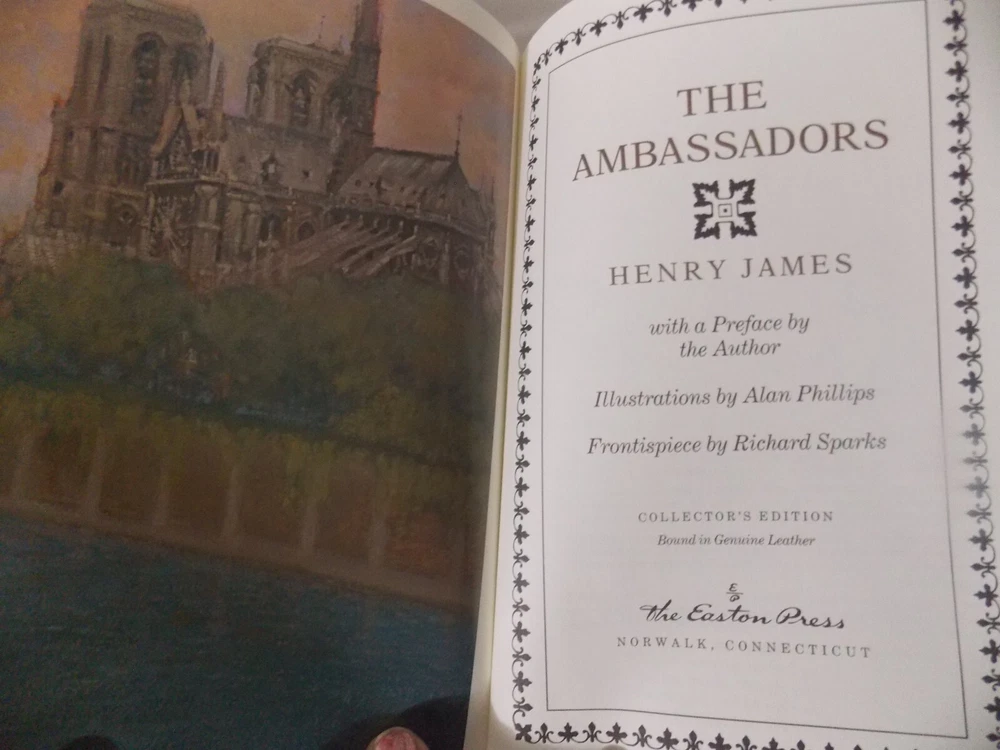 THE
AMBASSADORS
HENRY JAMES
with a Preface by
the Author
Illustrations by Alan Phillips
Frontispiece by Richard Sparks
COLLECTOR'S EDITION
Bound in Genuine Leather
E
P
The Easton Press
NORWALK, CONNECTICUT